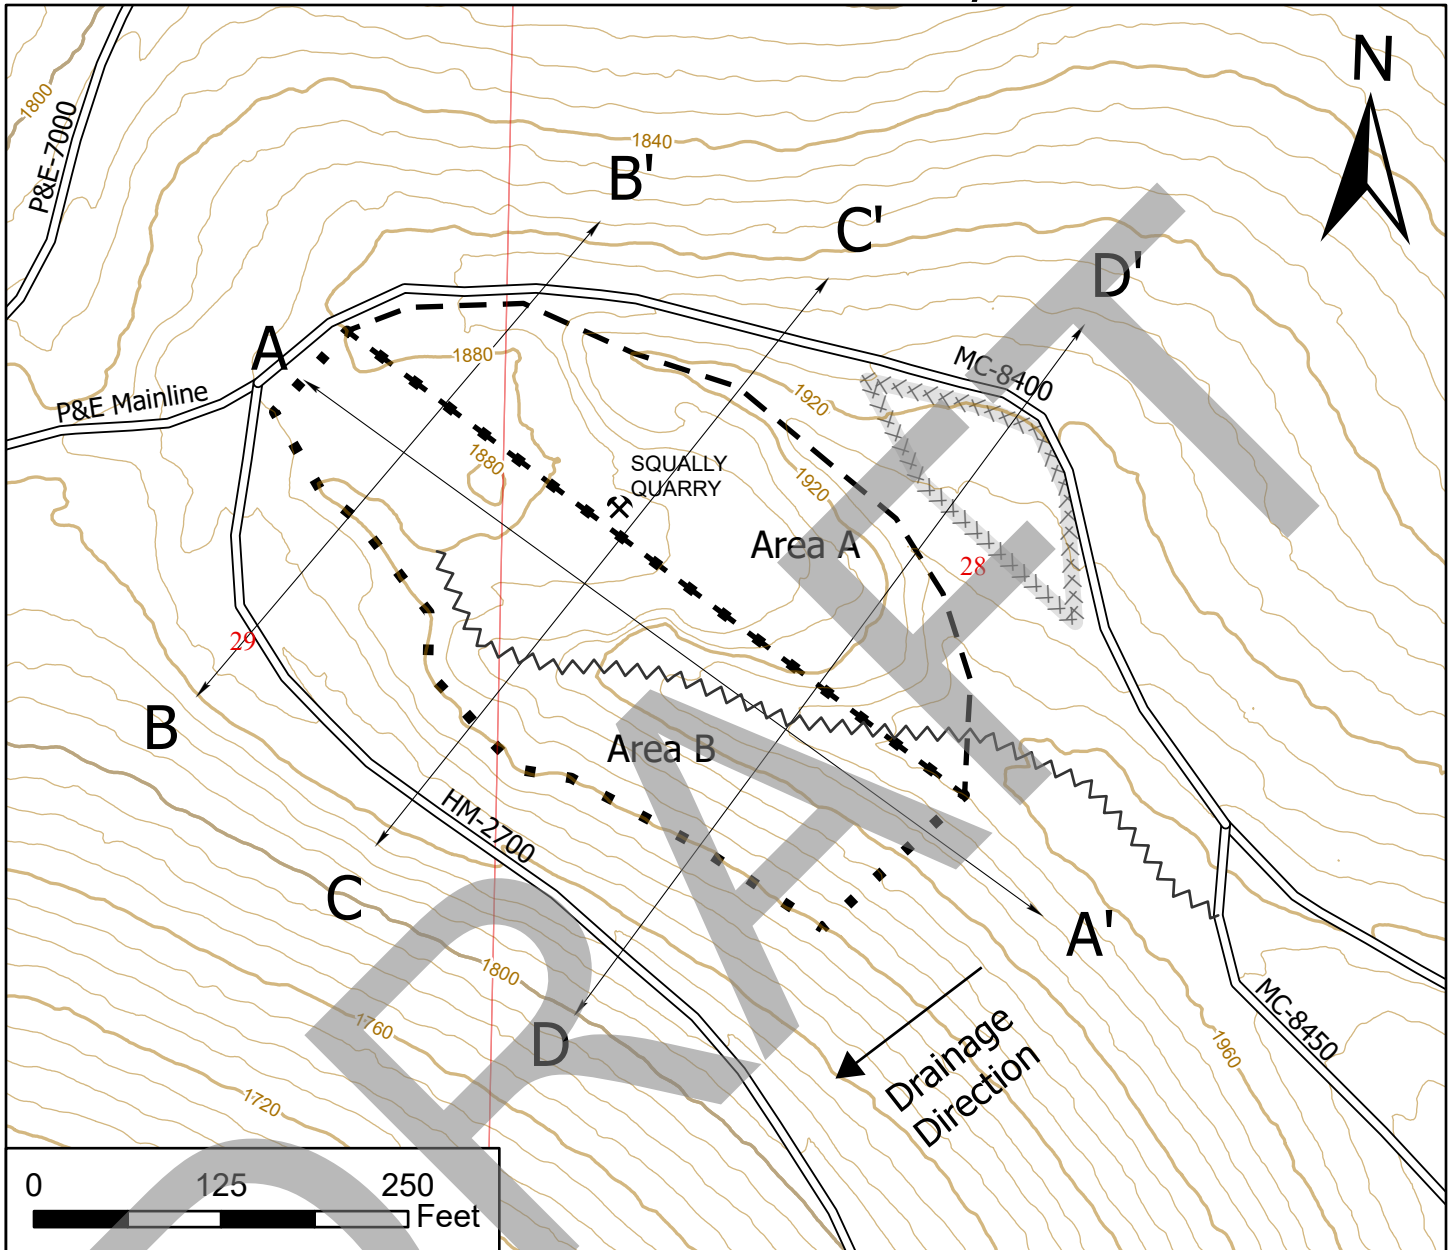 N
1800
P&E-7000
1840
B'
C'
D'
A
1880
MC-8400
P&E Mainline
1920
1880
SQUALLY
QUARRY
1920
Area A
28
29
B
Area B
HM-2700
C
A'
1800
1760
D
Drainage
Direction
MC-8450
1960
1720
0 125 250
Feet
DRAFT